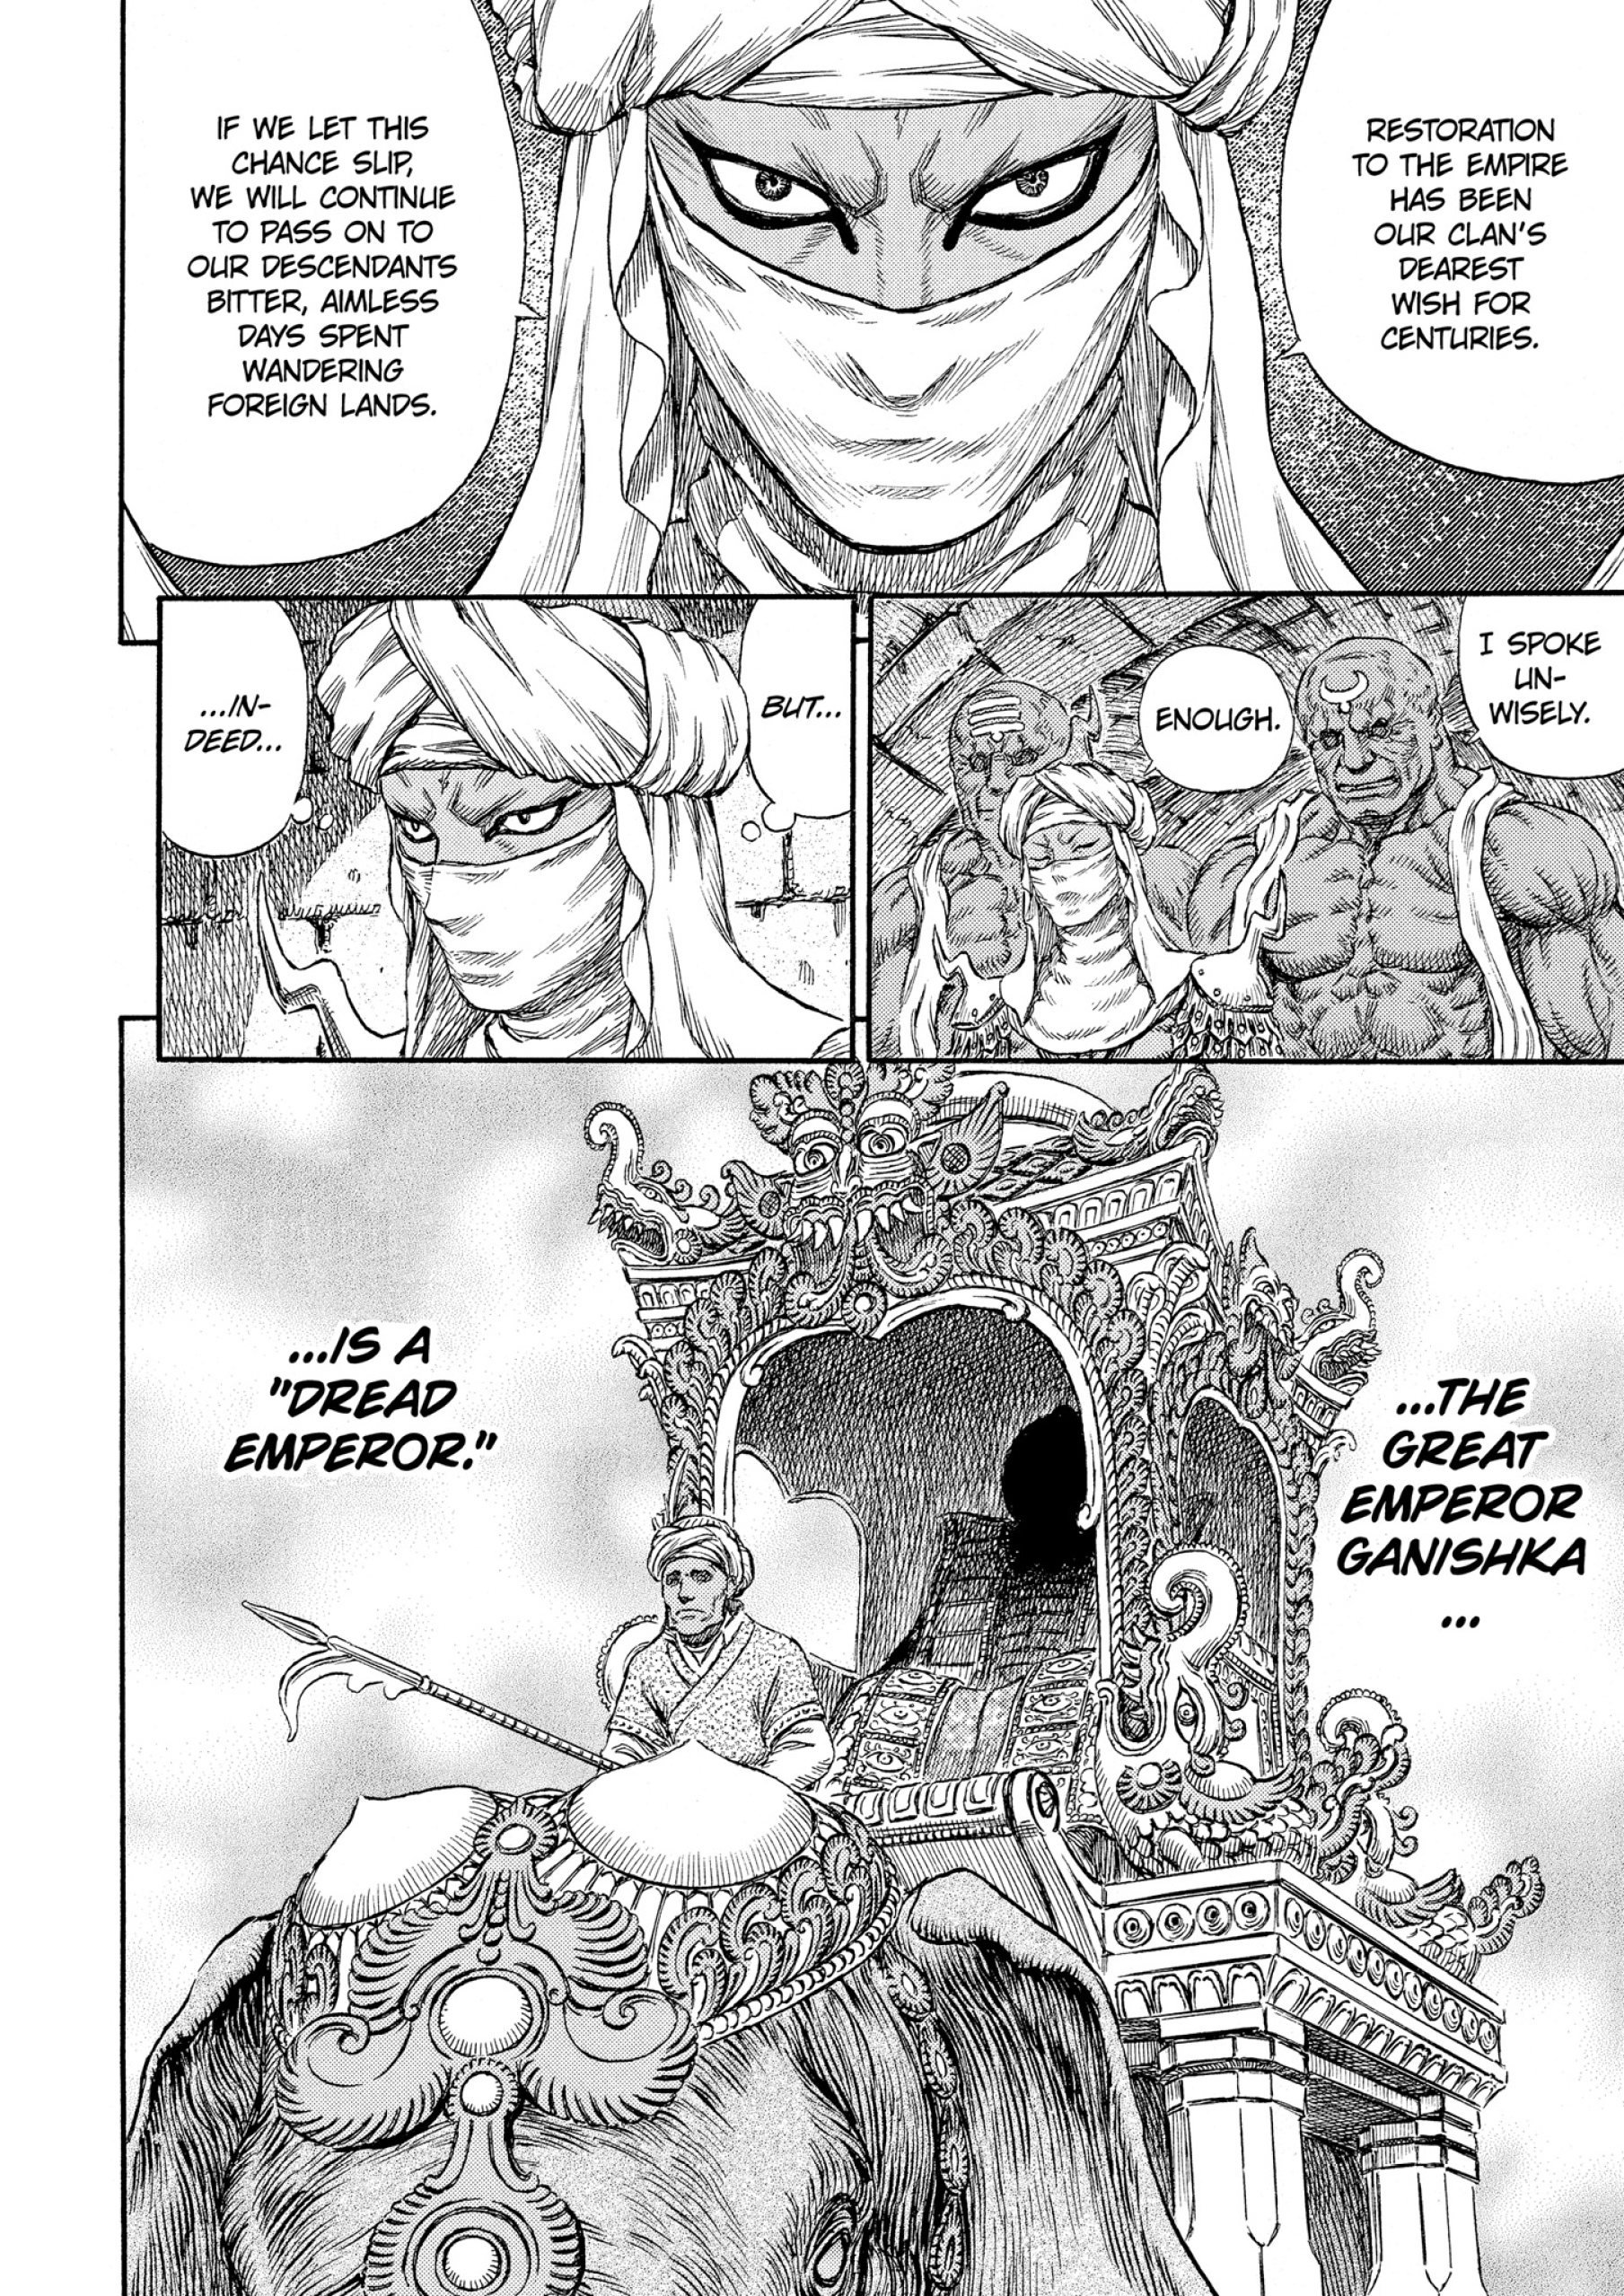 RESTORATION
TO THE EMPIRE
HAS BEEN
OUR CLAN'S
DEAREST
WISH FOR
CENTURIES.
IF WE LET THIS
CHANCE SLIP,
WE WILL CONTINUE
TO PASS ON TO
OUR DESCENDANTS
BITTER, AIMLESS
DAYS SPENT
WANDERING
FOREIGN LANDS.
I SPOKE
UN-
WISELY.
ENOUGH.
BUT...
...IN-
DEED...
...THE
GREAT
EMPEROR
GANISHKA
...
...IS A
"DREAD
EMPEROR."